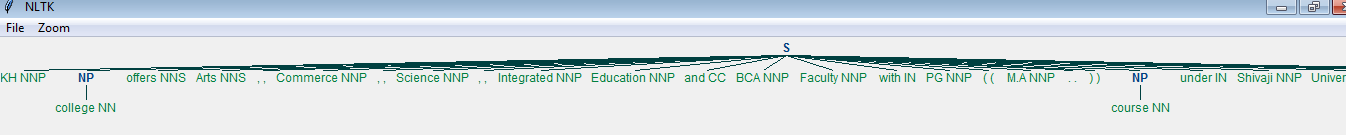 NLTK
File Zoom
S
KH NNP NP offers NNS Arts NNS , , Commerce NNP , , Science NNP , , Integrated NNP Education NNP and CC BCA NNP Faculty NNP with IN PG NNP ( ( M.A NNP . . ) ) NP under IN Shivaji NNP Univer
college NN course NN